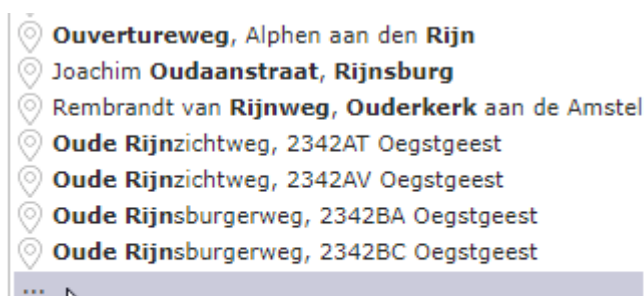 Ouvertureweg, Alphen aan den Rijn
Joachim Oudaanstraat, Rijnsburg
Rembrandt van Rijnweg, Ouderkerk aan de Amstel
Oude Rijnzichtweg, 2342AT Oegstgeest
Oude Rijnzichtweg, 2342AV Oegstgeest
Oude Rijnsburgerweg, 2342BA Oegstgeest
Oude Rijnsburgerweg, 2342BC Oegstgeest
...